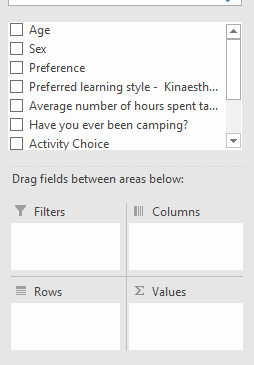 Age
Sex
Preference
Preferred learning style -  Kinaesth...
Average number of hours spent ta...
Have you ever been camping?
Activity Choice
Drag fields between areas below:
Filters
Columns
Rows
Σ Values